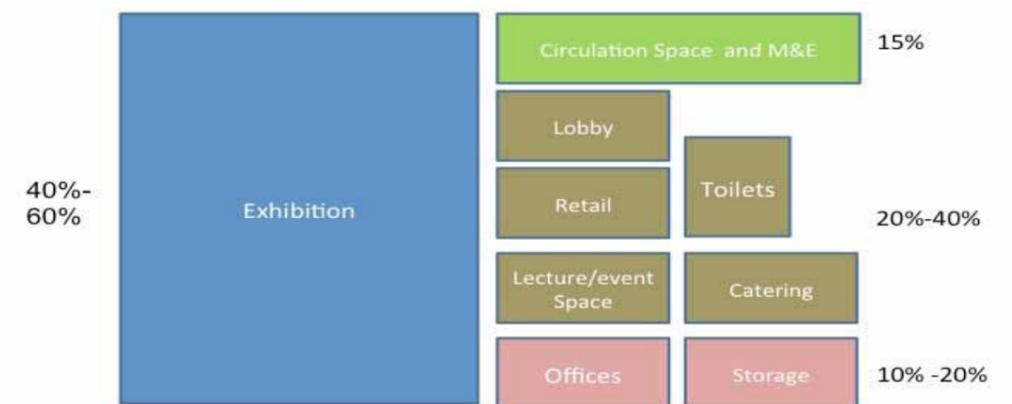 40%-
60%
Exhibition
Circulation Space and M&E
15%
Lobby
Retail
Toilets
20%-40%
Lecture/event
Space
Catering
Offices
Storage
10% -20%